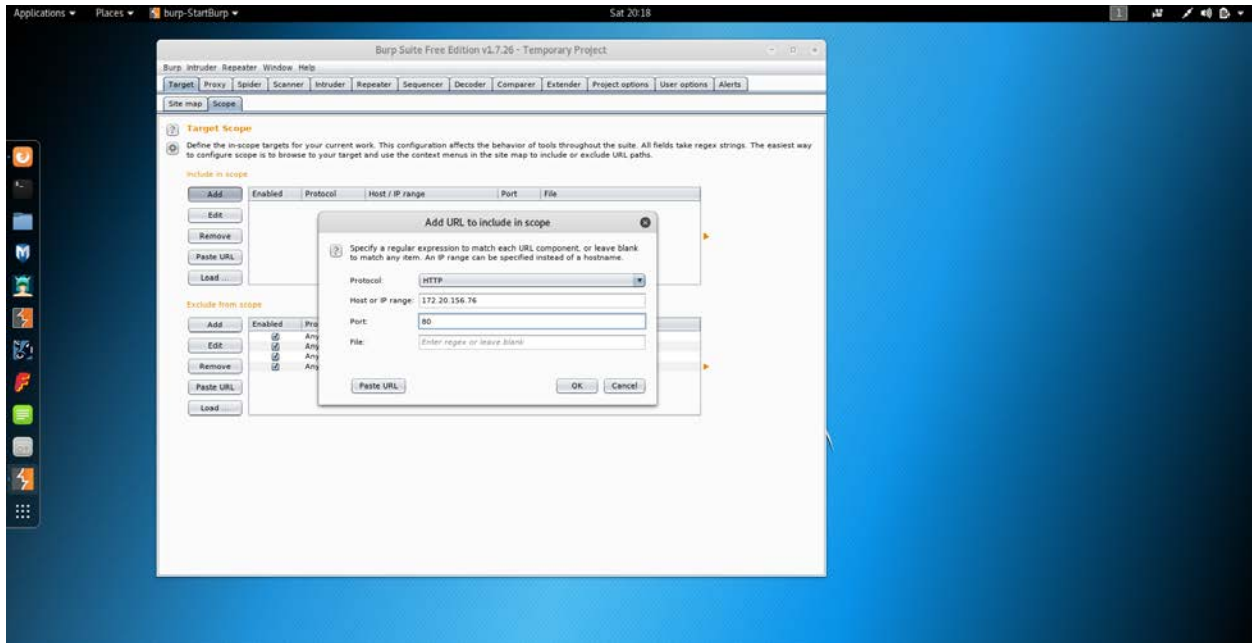 Applications Places burp-StartBurp Sat 20:18 1
Burp Suite Free Edition v1.7.26 - Temporary Project
Burp Intruder Repeater Window Help
Target Proxy Spider Scanner Intruder Repeater Sequencer Decoder Comparer Extender Project options User options Alerts
Site map Scope
? Target Scope
Define the in-scope targets for your current work. This configuration affects the behavior of tools throughout the suite. All fields take regex strings. The easiest way
to configure scope is to browse to your target and use the context menus in the site map to include or exclude URL paths.
Include in scope
Add Enabled Protocol Host / IP range Port File
Edit
Remove
Paste URL
Load ...
Add URL to include in scope
? Specify a regular expression to match each URL component, or leave blank
to match any item. An IP range can be specified instead of a hostname.
Protocol: HTTP
Host or IP range: 172.20.156.76
Port: 80
File: Enter regex or leave blank
Paste URL OK Cancel
Exclude from scope
Add Enabled Pro
Edit Any
Any
Remove Any
Any
Paste URL
Load ...